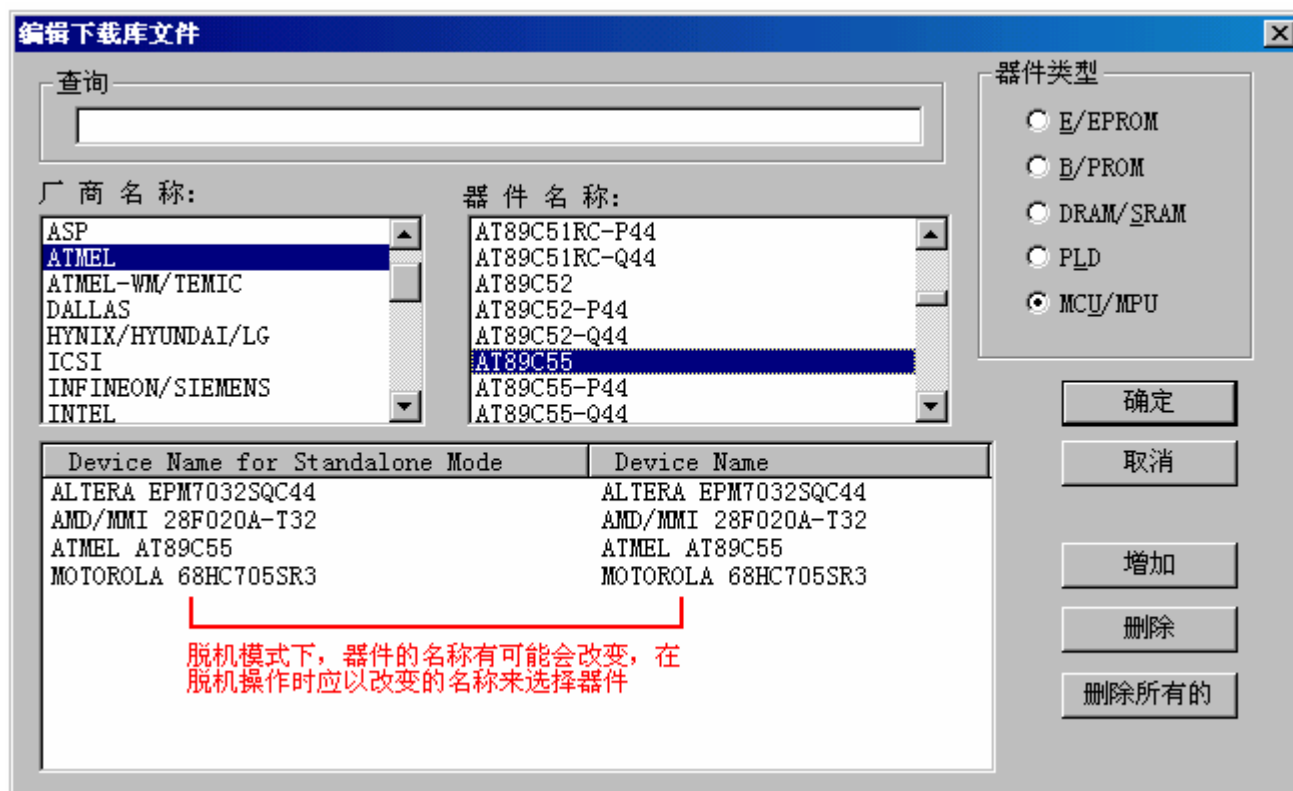 编辑下载库文件
查询
器件类型
E/EPROM
B/PROM
DRAM/SRAM
PLD
MCU/MPU
厂 商 名 称:
ASP
ATMEL
ATMEL-WM/TEMIC
DALLAS
HYNIX/HYUNDAI/LG
ICSI
INFINEON/SIEMENS
INTEL
器 件 名 称:
AT89C51RC-P44
AT89C51RC-Q44
AT89C52
AT89C52-P44
AT89C52-Q44
AT89C55
AT89C55-P44
AT89C55-Q44
确定
取消
增加
删除
删除所有的
Device Name for Standalone Mode Device Name
ALTERA EPM7032SQC44 ALTERA EPM7032SQC44
AMD/MMI 28F020A-T32 AMD/MMI 28F020A-T32
ATMEL AT89C55 ATMEL AT89C55
MOTOROLA 68HC705SR3 MOTOROLA 68HC705SR3
脱机模式下，器件的名称有可能会改变，在
脱机操作时应以改变的名称来选择器件